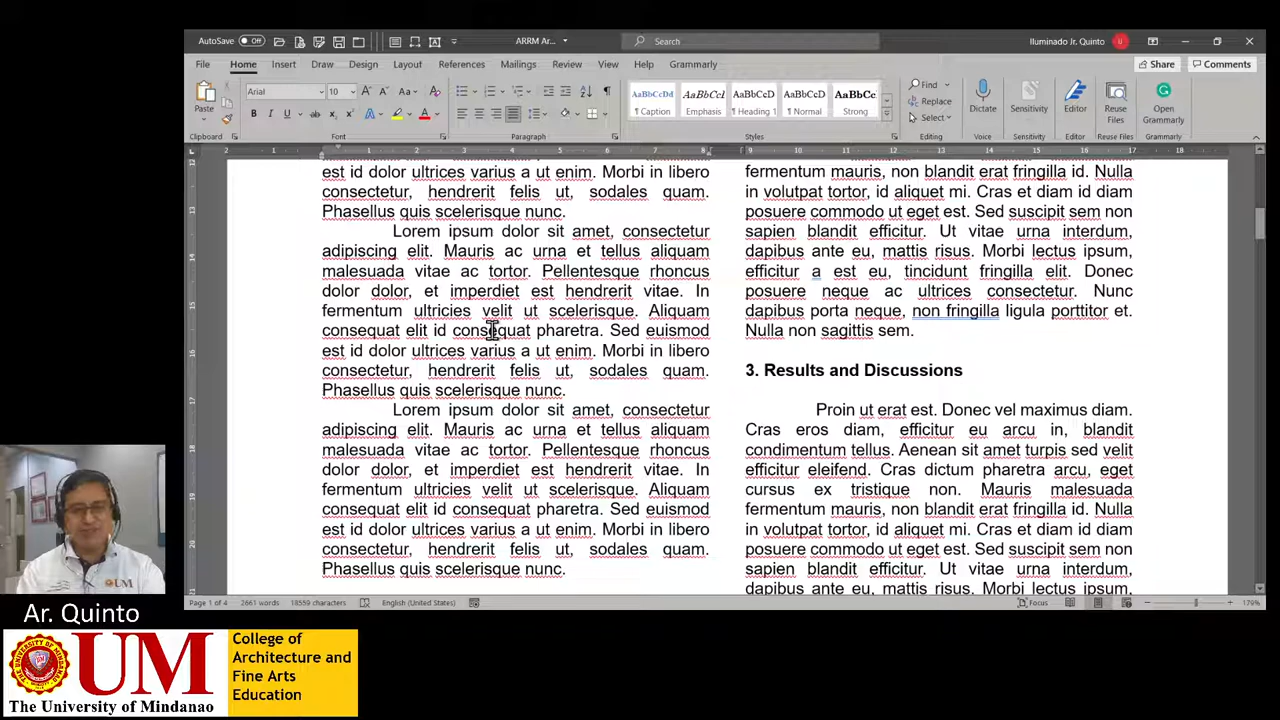 AutoSave Off ARRM Ar... Search Iluminado Jr. Quinto
File Home Insert Draw Design Layout References Mailings Review View Help Grammarly Share Comments
Arial 10
Paste
AaBbCcDd AaBbCcI AaBbCcD AaBbCcD AaBbCc
¶ Caption Emphasis ¶ Heading 1 ¶ Normal Strong
Find
Replace
Select
Dictate Sensitivity Editor Reuse Files Open Grammarly
Clipboard Font Paragraph Styles Editing Voice Sensitivity Editor Reuse Files Grammarly
est id dolor ultrices varius a ut enim. Morbi in libero
consectetur, hendrerit felis ut, sodales quam.
Phasellus quis scelerisque nunc.
Lorem ipsum dolor sit amet, consectetur
adipiscing elit. Mauris ac urna et tellus aliquam
malesuada vitae ac tortor. Pellentesque rhoncus
dolor dolor, et imperdiet est hendrerit vitae. In
fermentum ultricies velit ut scelerisque. Aliquam
consequat elit id consequat pharetra. Sed euismod
est id dolor ultrices varius a ut enim. Morbi in libero
consectetur, hendrerit felis ut, sodales quam.
Phasellus quis scelerisque nunc.
Lorem ipsum dolor sit amet, consectetur
adipiscing elit. Mauris ac urna et tellus aliquam
malesuada vitae ac tortor. Pellentesque rhoncus
dolor dolor, et imperdiet est hendrerit vitae. In
fermentum ultricies velit ut scelerisque. Aliquam
consequat elit id consequat pharetra. Sed euismod
est id dolor ultrices varius a ut enim. Morbi in libero
consectetur, hendrerit felis ut, sodales quam.
Phasellus quis scelerisque nunc.
fermentum mauris, non blandit erat fringilla id. Nulla
in volutpat tortor, id aliquet mi. Cras et diam id diam
posuere commodo ut eget est. Sed suscipit sem non
sapien blandit efficitur. Ut vitae urna interdum,
dapibus ante eu, mattis risus. Morbi lectus ipsum,
efficitur a est eu, tincidunt fringilla elit. Donec
posuere neque ac ultrices consectetur. Nunc
dapibus porta neque, non fringilla ligula porttitor et.
Nulla non sagittis sem.
3. Results and Discussions
Proin ut erat est. Donec vel maximus diam.
Cras eros diam, efficitur eu arcu in, blandit
condimentum tellus. Aenean sit amet turpis sed velit
efficitur eleifend. Cras dictum pharetra arcu, eget
cursus ex tristique non. Mauris malesuada
fermentum mauris, non blandit erat fringilla id. Nulla
in volutpat tortor, id aliquet mi. Cras et diam id diam
posuere commodo ut eget est. Sed suscipit sem non
sapien blandit efficitur. Ut vitae urna interdum,
dapibus ante eu, mattis risus. Morbi lectus ipsum,
Page 1 of 4 2661 words 18559 characters English (United States) Focus 170%
UM
Ar. Quinto
UM
The University of Mindanao
College of
Architecture and
Fine Arts
Education